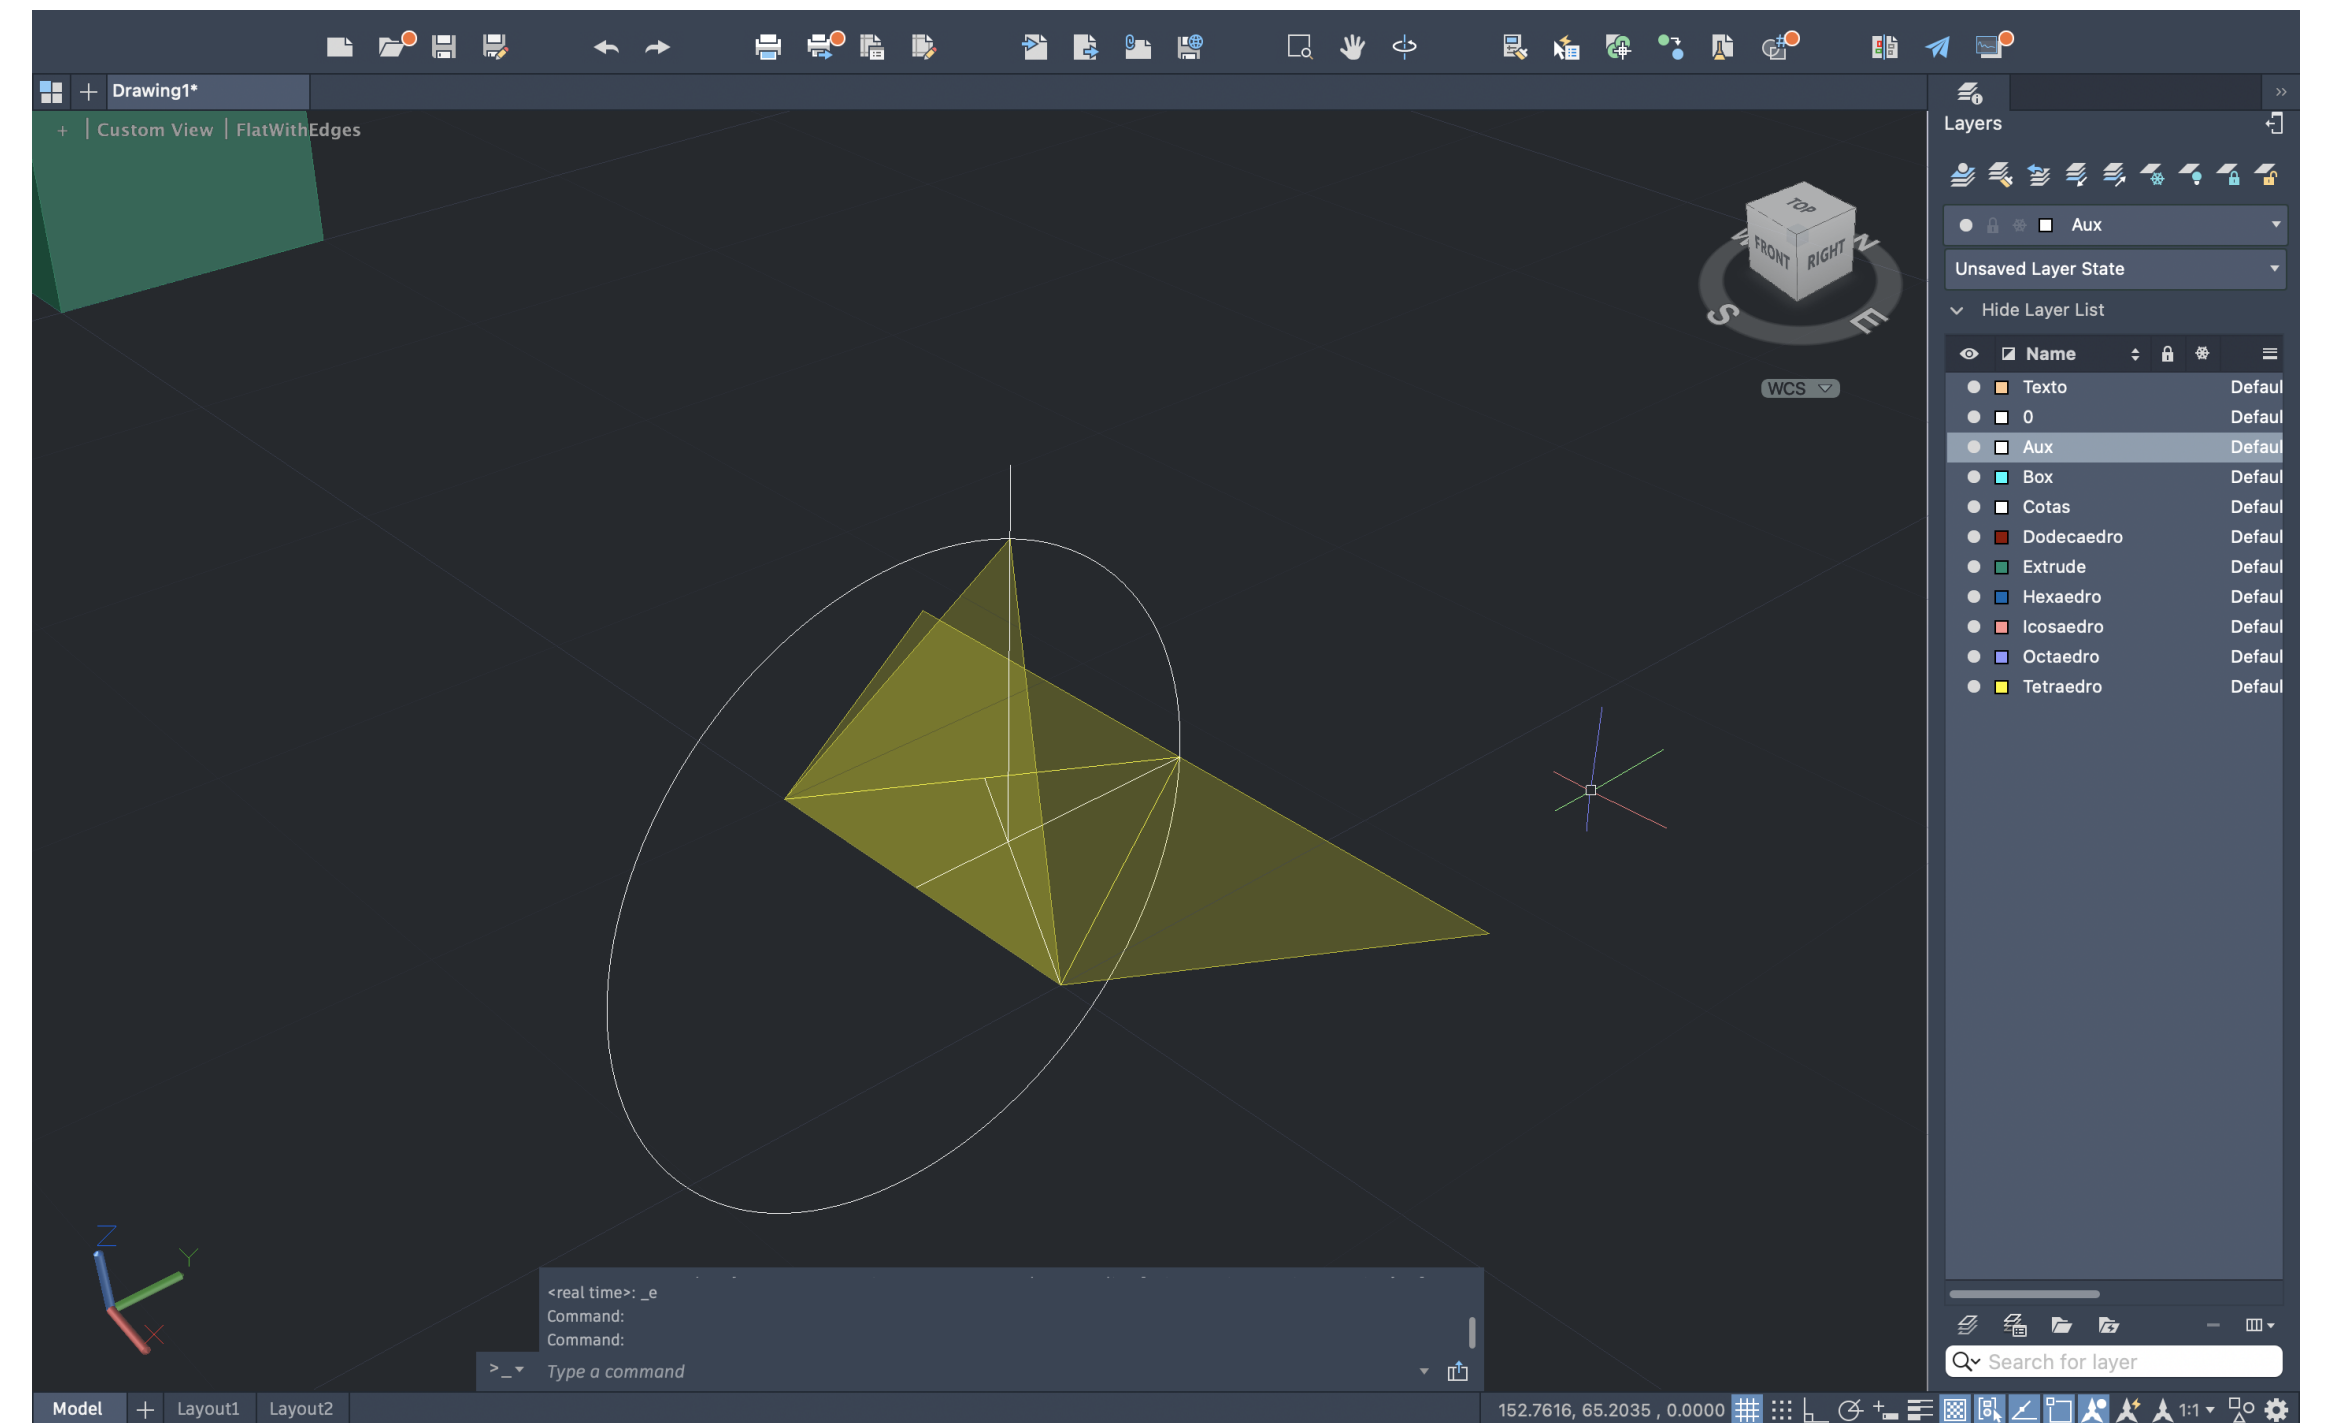 Drawing1*
+ | Custom View | FlatWithEdges
TOP
FRONT
RIGHT
W
N
S
E
WCS
Z
Y
X
<real time>: _e
Command:
Command:
>_
Type a command
Model
Layout1
Layout2
152.7616, 65.2035 , 0.0000
1:1
Layers
Aux
Unsaved Layer State
Hide Layer List
Name
Texto Defaul
0 Defaul
Aux Defaul
Box Defaul
Cotas Defaul
Dodecaedro Defaul
Extrude Defaul
Hexaedro Defaul
Icosaedro Defaul
Octaedro Defaul
Tetraedro Defaul
Search for layer